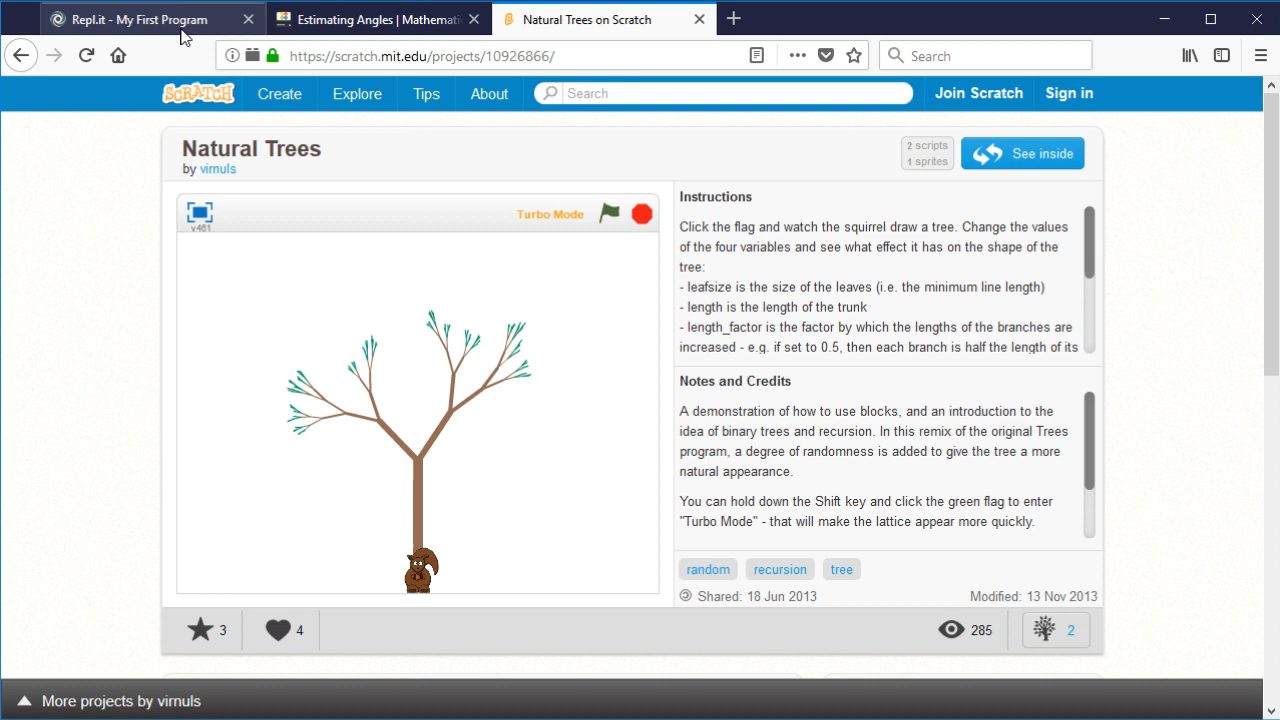 Repl.it - My First Program
Estimating Angles | Mathemati
Natural Trees on Scratch
https://scratch.mit.edu/projects/10926866/
Search
SCRATCH
Create
Explore
Tips
About
Search
Join Scratch
Sign in
Natural Trees
by virnuls
2 scripts
1 sprites
See inside
v461
Turbo Mode
Instructions
Click the flag and watch the squirrel draw a tree. Change the values
of the four variables and see what effect it has on the shape of the
tree:
- leafsize is the size of the leaves (i.e. the minimum line length)
- length is the length of the trunk
- length_factor is the factor by which the lengths of the branches are
increased - e.g. if set to 0.5, then each branch is half the length of its
Notes and Credits
A demonstration of how to use blocks, and an introduction to the
idea of binary trees and recursion. In this remix of the original Trees
program, a degree of randomness is added to give the tree a more
natural appearance.
You can hold down the Shift key and click the green flag to enter
"Turbo Mode" - that will make the lattice appear more quickly.
random
recursion
tree
Shared: 18 Jun 2013
Modified: 13 Nov 2013
3
4
285
2
More projects by virnuls